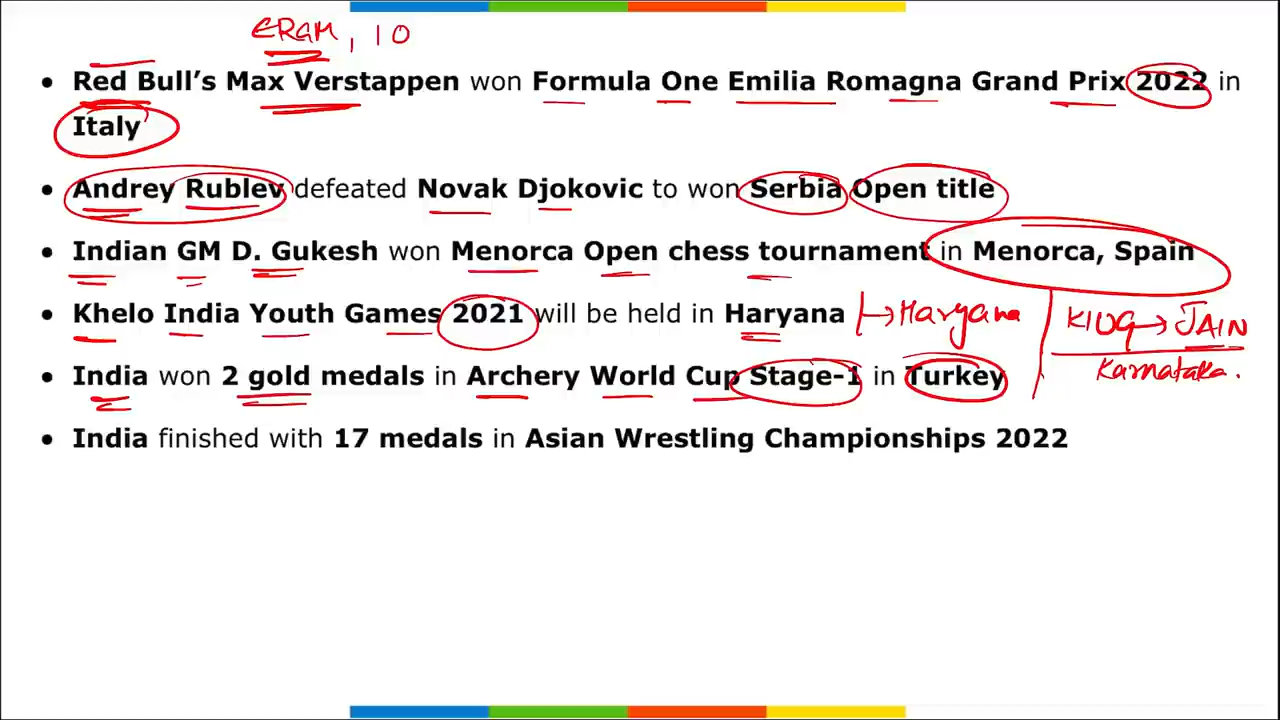 ERGM, 10
• Red Bull's Max Verstappen won Formula One Emilia Romagna Grand Prix 2022 in
Italy
• Andrey Rublev defeated Novak Djokovic to won Serbia Open title
• Indian GM D. Gukesh won Menorca Open chess tournament in Menorca, Spain
• Khelo India Youth Games 2021 will be held in Haryana → Haryana | KIUG → JAIN
Karnataka.
• India won 2 gold medals in Archery World Cup Stage-1 in Turkey
• India finished with 17 medals in Asian Wrestling Championships 2022